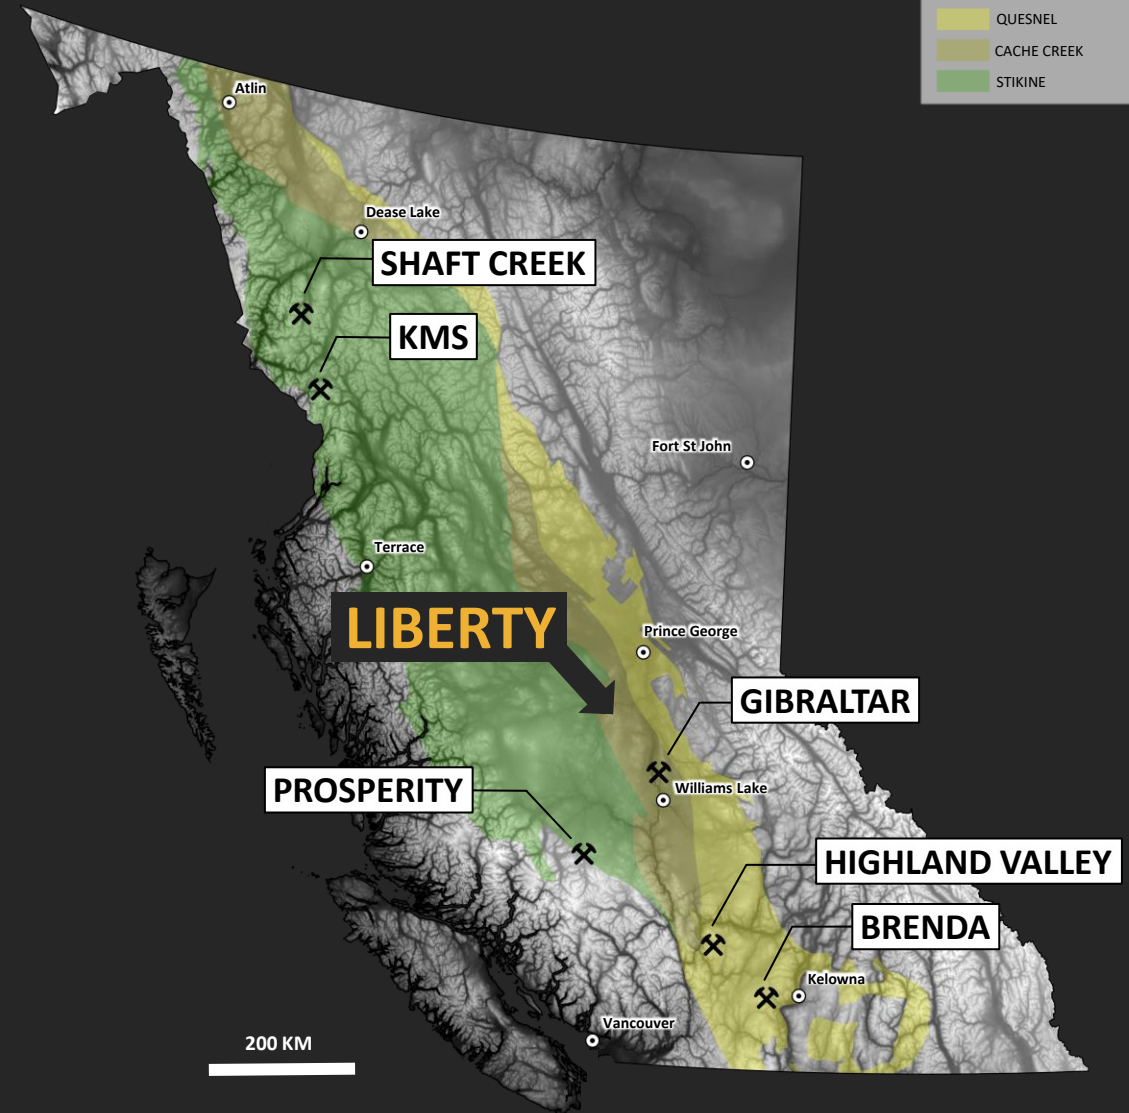 QUESNEL
CACHE CREEK
STIKINE
Atlin
Dease Lake
SHAFT CREEK
KMS
Fort St John
Terrace
LIBERTY
Prince George
GIBRALTAR
PROSPERITY
Williams Lake
HIGHLAND VALLEY
BRENDA
Kelowna
Vancouver
200 KM